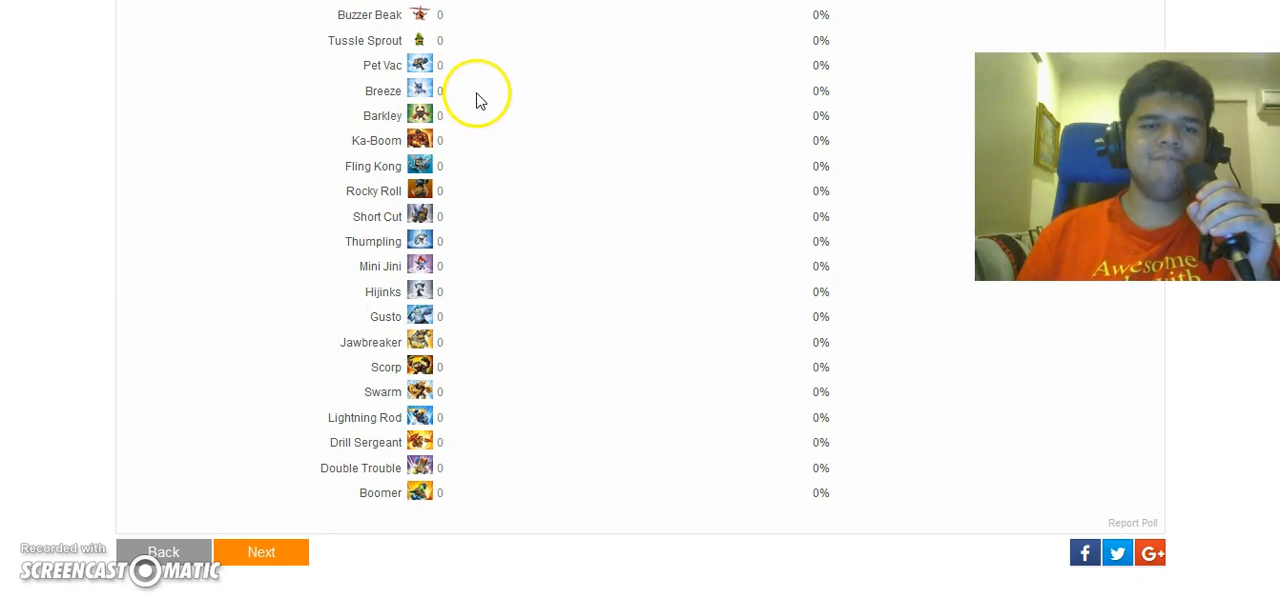 Buzzer Beak 0 0%
Tussle Sprout 0 0%
Pet Vac 0 0%
Breeze 0 0%
Barkley 0 0%
Ka-Boom 0 0%
Fling Kong 0 0%
Rocky Roll 0 0%
Short Cut 0 0%
Thumpling 0 0%
Mini Jini 0 0%
Hijinks 0 0%
Gusto 0 0%
Jawbreaker 0 0%
Scorp 0 0%
Swarm 0 0%
Lightning Rod 0 0%
Drill Sergeant 0 0%
Double Trouble 0 0%
Boomer 0 0%
Awesome
with
Report Poll
Back Next
f G+
Recorded with
SCREENCAST-O-MATIC